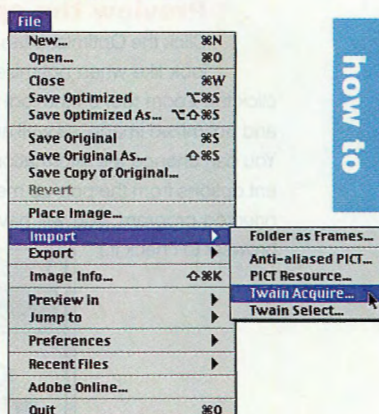 File
New... ⌘N
Open... ⌘O
Close ⌘W
Save Optimized ⌥⌘S
Save Optimized As... ⌥⇧⌘S
Save Original ⌘S
Save Original As... ⇧⌘S
Save Copy of Original...
Revert
Place Image...
Import
Export
Image Info... ⇧⌘K
Preview in
Jump to
Preferences
Recent Files
Adobe Online...
Quit ⌘Q
Folder as Frames...
Anti-aliased PICT...
PICT Resource...
Twain Acquire...
Twain Select...
how to